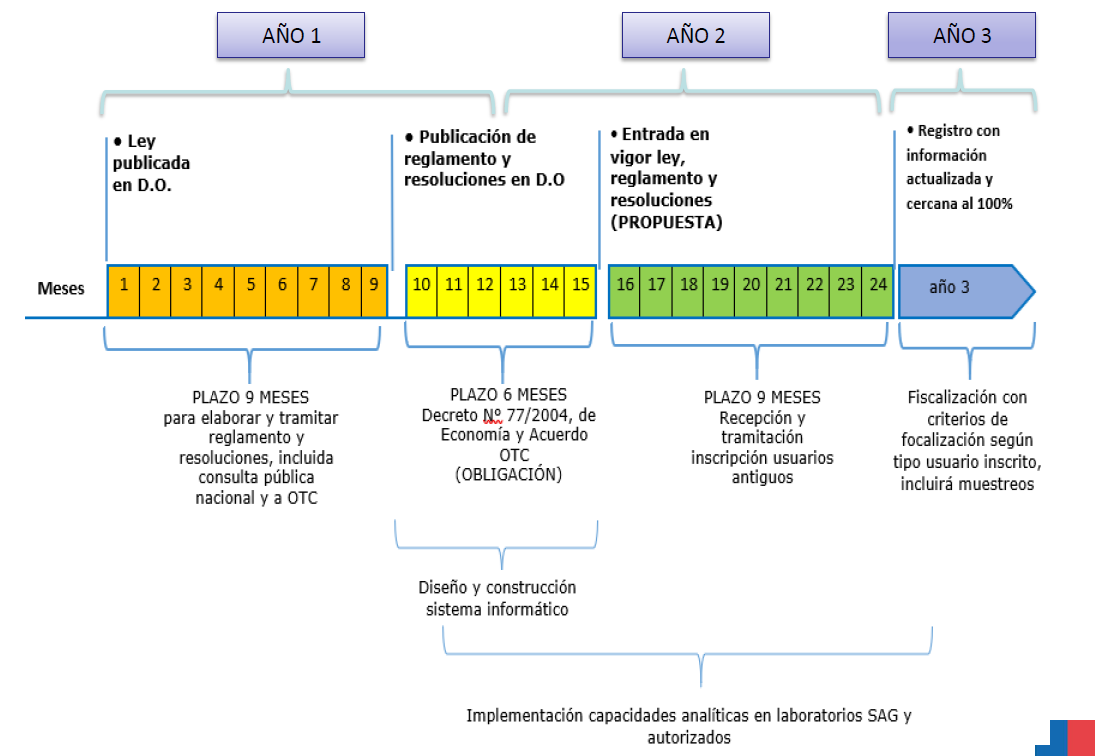 AÑO 1
AÑO 2
AÑO 3
• Ley
publicada
en D.O.
• Publicación de
reglamento y
resoluciones en D.O
• Entrada en
vigor ley,
reglamento y
resoluciones
(PROPUESTA)
• Registro con
información
actualizada y
cercana al 100%
Meses
1 2 3 4 5 6 7 8 9 10 11 12 13 14 15 16 17 18 19 20 21 22 23 24 año 3
PLAZO 9 MESES
para elaborar y tramitar
reglamento y
resoluciones, incluida
consulta pública
nacional y a OTC
PLAZO 6 MESES
Decreto Nº 77/2004, de
Economía y Acuerdo
OTC
(OBLIGACIÓN)
PLAZO 9 MESES
Recepción y
tramitación
inscripción usuarios
antiguos
Fiscalización con
criterios de
focalización según
tipo usuario inscrito,
incluirá muestreos
Diseño y construcción
sistema informático
Implementación capacidades analíticas en laboratorios SAG y
autorizados